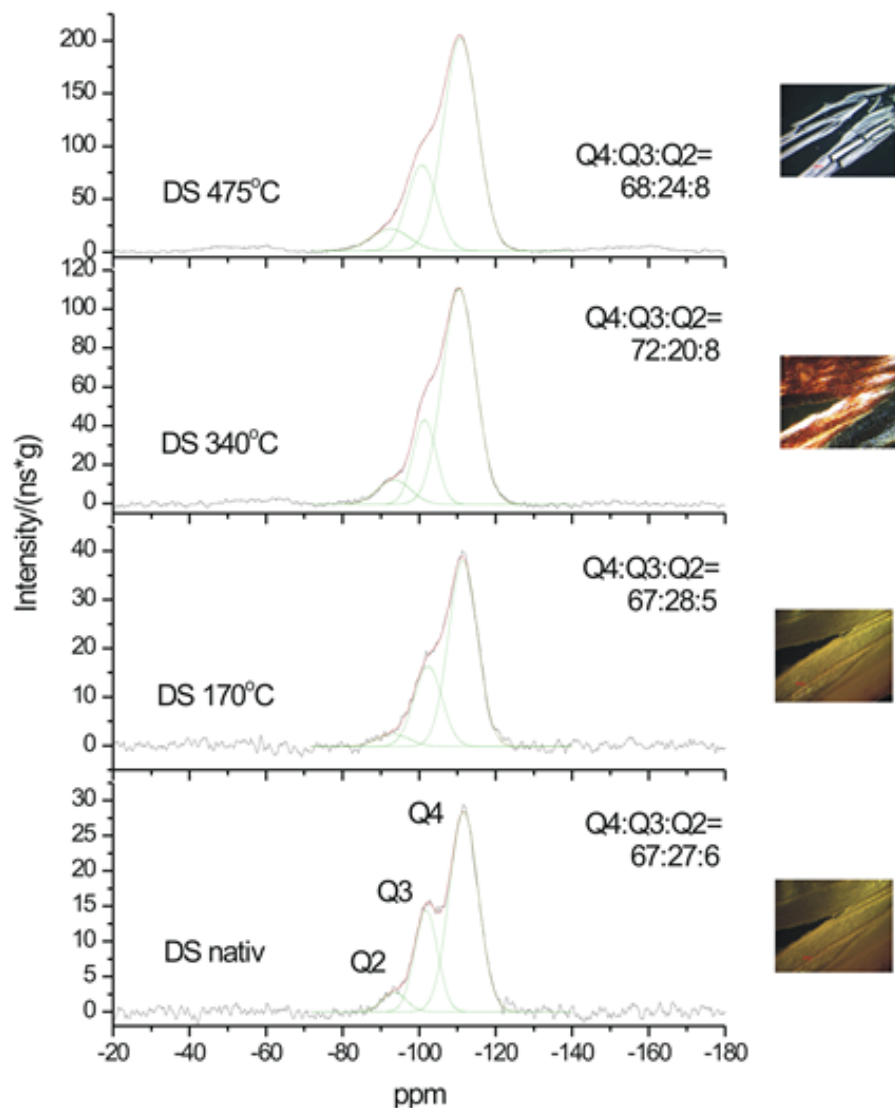 200
150
100
50
0
DS 475°C
Q4:Q3:Q2=
68:24:8
120
100
80
60
40
20
0
DS 340°C
Q4:Q3:Q2=
72:20:8
Intensity/(ns*g)
40
30
20
10
0
DS 170°C
Q4:Q3:Q2=
67:28:5
30
25
20
15
10
5
0
DS nativ
Q2
Q3
Q4
Q4:Q3:Q2=
67:27:6
-20 -40 -60 -80 -100 -120 -140 -160 -180
ppm